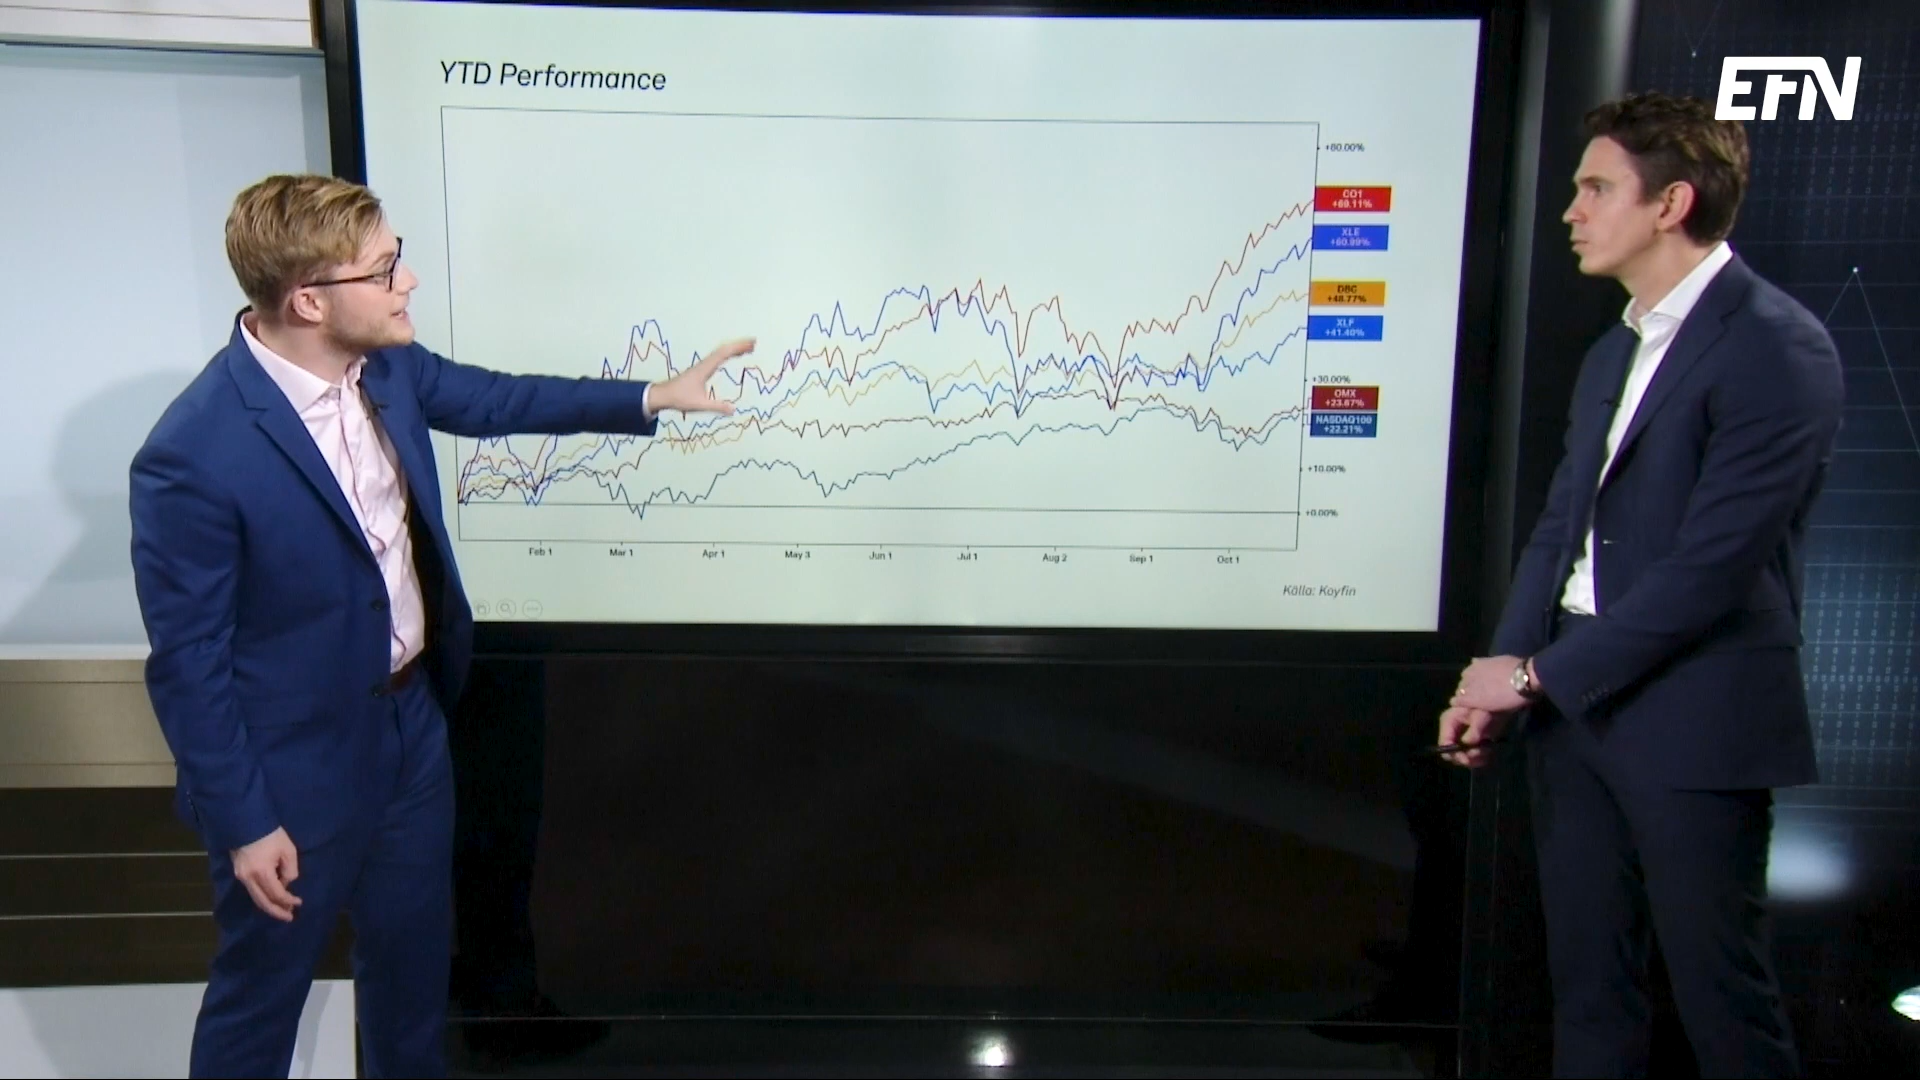 EFN
YTD Performance
+60.00%
CO1
+69.11%
XLE
+60.99%
DBC
+48.77%
XLF
+41.40%
+30.00%
OMX
+23.67%
NASDAQ100
+22.21%
+10.00%
+0.00%
Feb 1
Mar 1
Apr 1
May 3
Jun 1
Jul 1
Aug 2
Sep 1
Oct 1
Källa: Koyfin